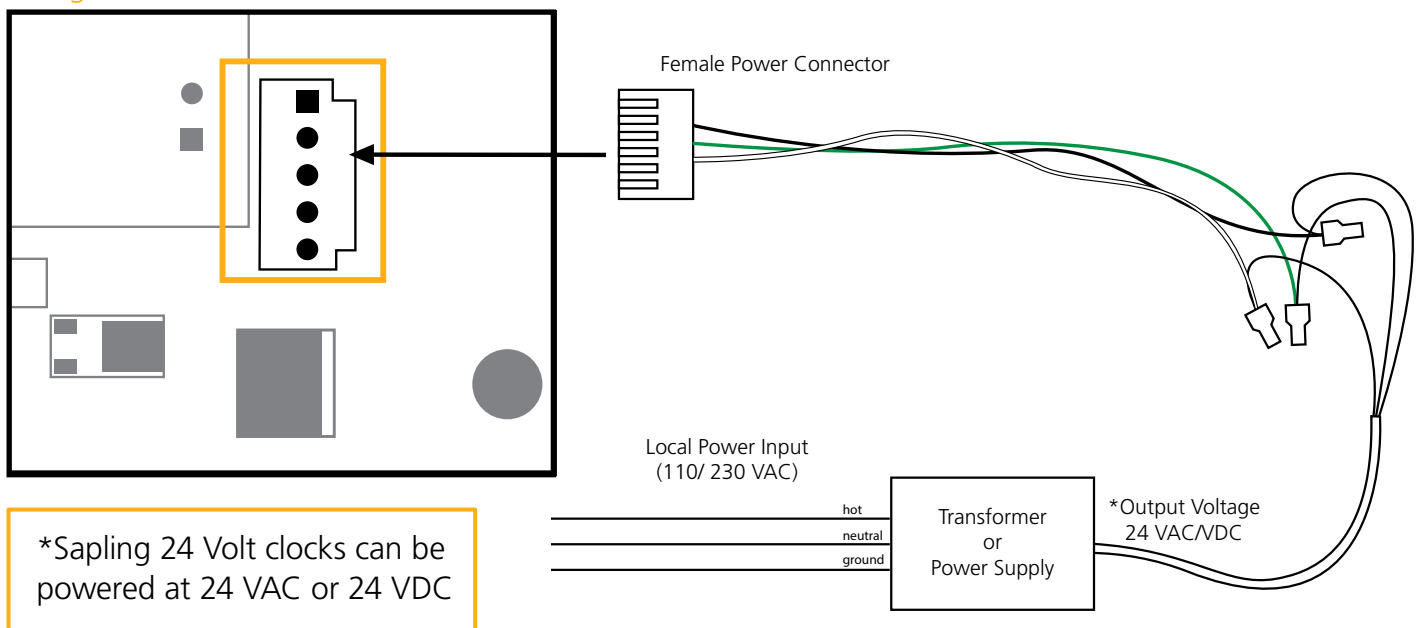 Female Power Connector
Local Power Input
(110/ 230 VAC)
hot
neutral
ground
Transformer
or
Power Supply
*Output Voltage
24 VAC/VDC
*Sapling 24 Volt clocks can be
powered at 24 VAC or 24 VDC